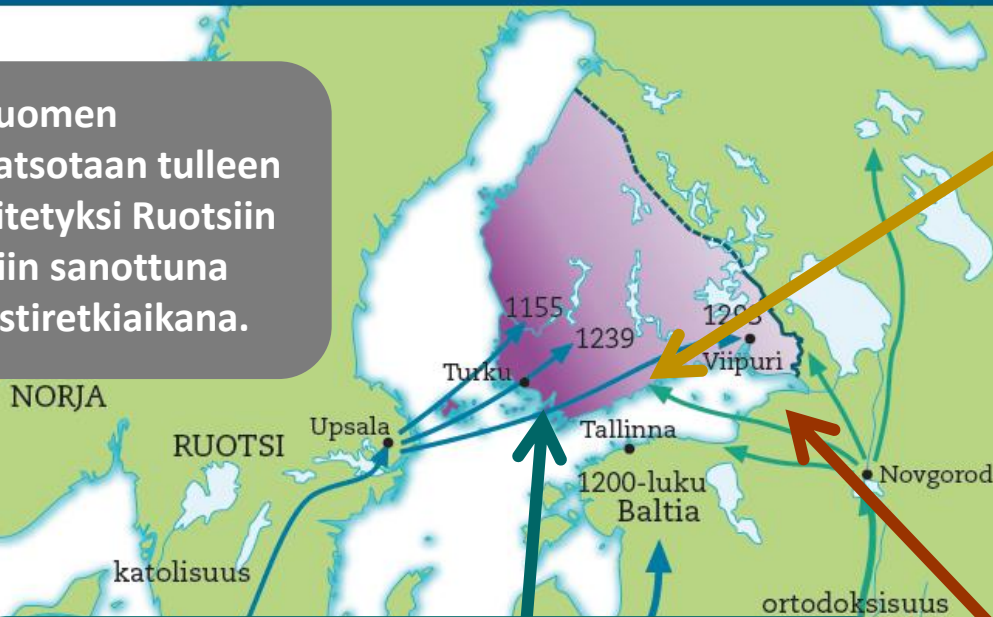 uomen
atsotaan tulleen
itetyksi Ruotsiin
iin sanottuna
stiretkiaikana.
1155
1239
1293
Viipuri
Turku
NORJA
RUOTSI
Upsala
Tallinna
1200-luku
Baltia
Novgorod
katolisuus
ortodoksisuus